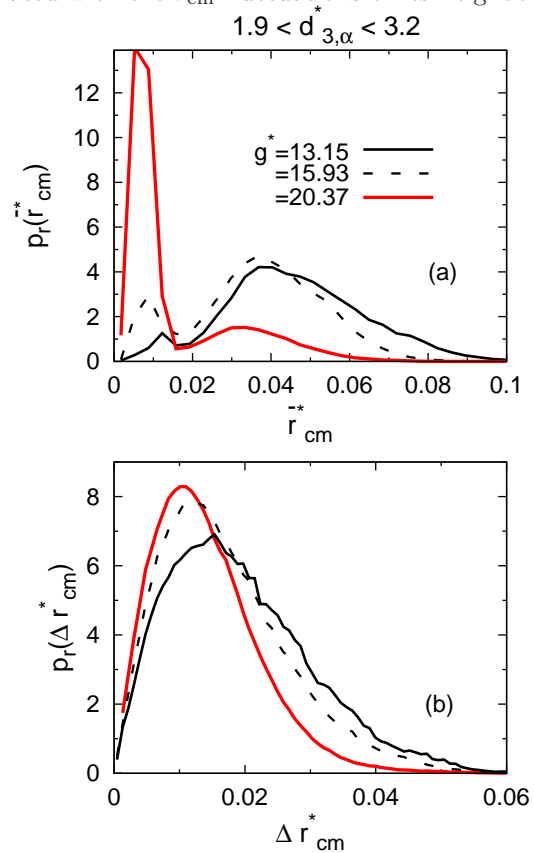 1.9 < d*3,α < 3.2
12
10
8
6
4
2
0
pr(r̄*cm)
g*=13.15
=15.93
=20.37
(a)
0 0.02 0.04 0.06 0.08 0.1
r̄*cm
8
6
4
2
0
pr(Δ r*cm)
(b)
0 0.02 0.04 0.06
Δ r*cm